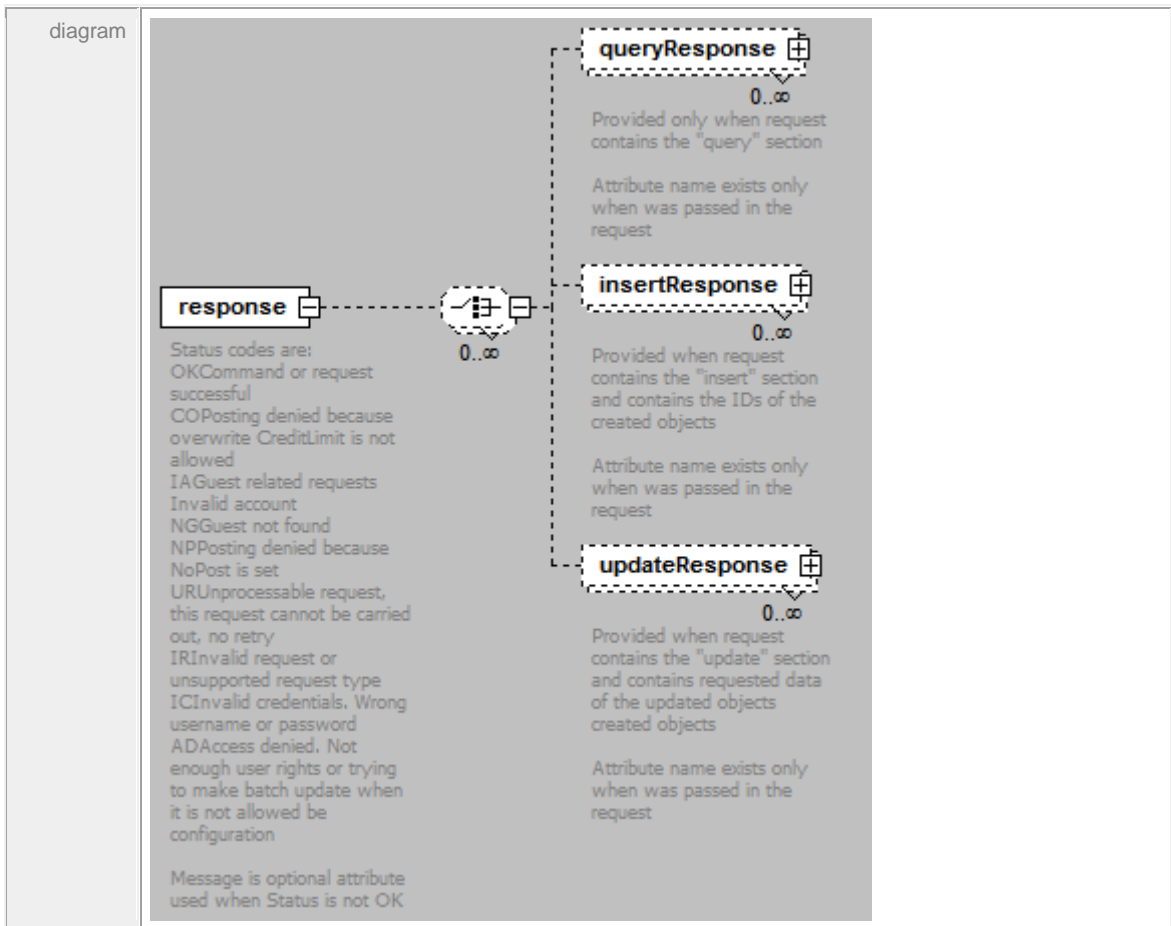 diagram
queryResponse
0..∞
Provided only when request
contains the "query" section
Attribute name exists only
when was passed in the
request
insertResponse
0..∞
Provided when request
contains the "insert" section
and contains the IDs of the
created objects
Attribute name exists only
when was passed in the
request
updateResponse
0..∞
Provided when request
contains the "update" section
and contains requested data
of the updated objects
created objects
Attribute name exists only
when was passed in the
request
response
0..∞
Status codes are:
OKCommand or request
successful
COPosting denied because
overwrite CreditLimit is not
allowed
IAGuest related requests
Invalid account
NGGuest not found
NPPosting denied because
NoPost is set
URUnprocessable request,
this request cannot be carried
out, no retry
IRInvalid request or
unsupported request type
ICInvalid credentials. Wrong
username or password
ADAccess denied. Not
enough user rights or trying
to make batch update when
it is not allowed be
configuration
Message is optional attribute
used when Status is not OK